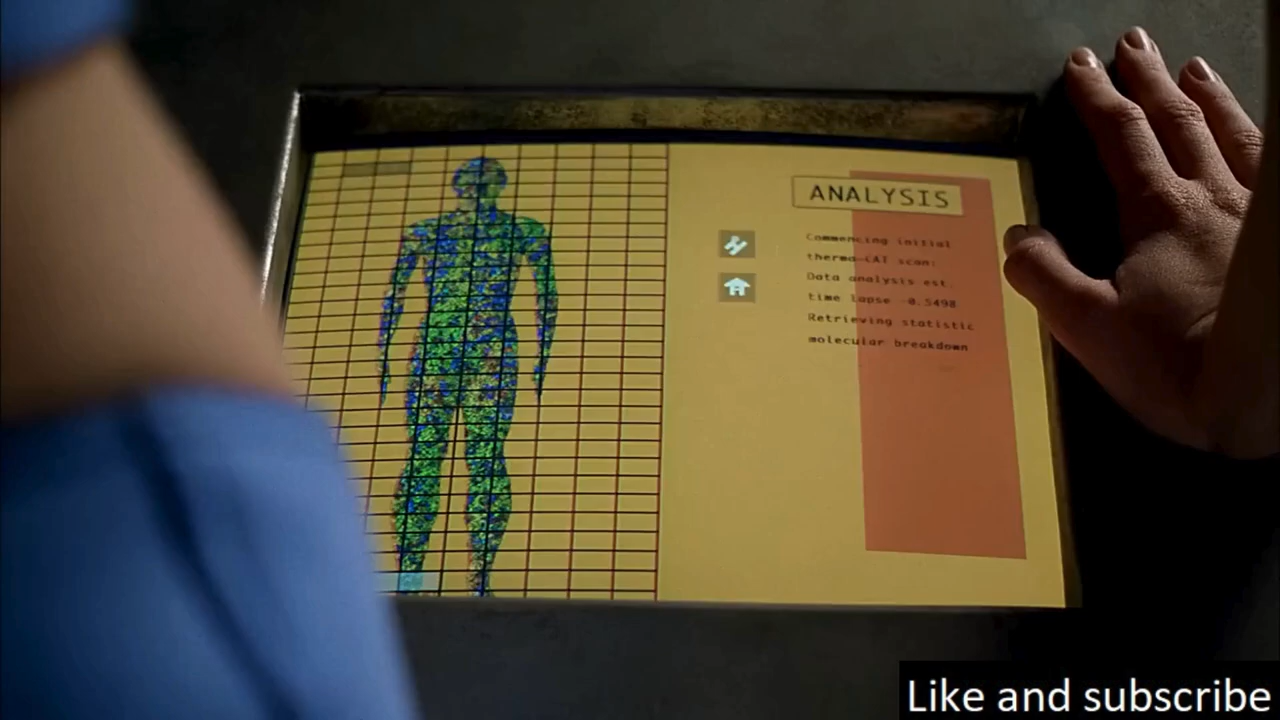 ANALYSIS
Commencing initial
therma-CAT scan:
Data analysis est.
time lapse -0.5498
Retrieving statistic
molecular breakdown
Like and subscribe